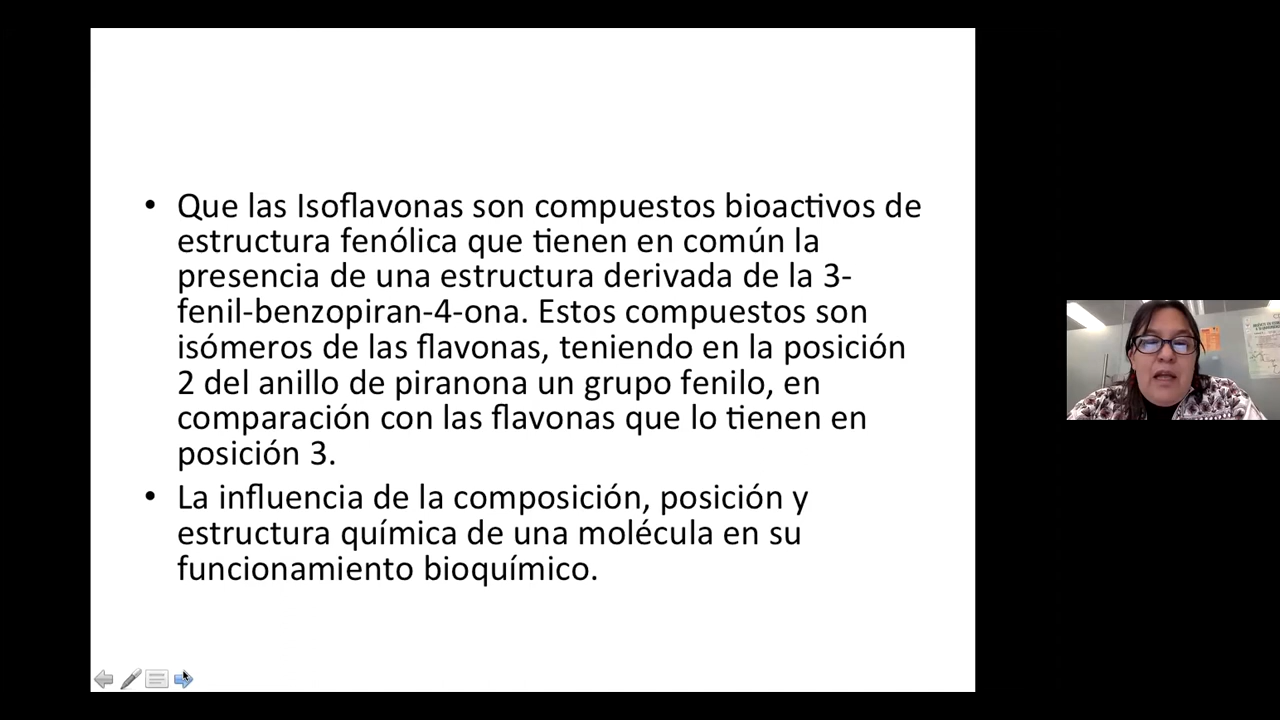 • Que las Isoflavonas son compuestos bioactivos de
estructura fenólica que tienen en común la
presencia de una estructura derivada de la 3-
fenil-benzopiran-4-ona. Estos compuestos son
isómeros de las flavonas, teniendo en la posición
2 del anillo de piranona un grupo fenilo, en
comparación con las flavonas que lo tienen en
posición 3.
• La influencia de la composición, posición y
estructura química de una molécula en su
funcionamiento bioquímico.